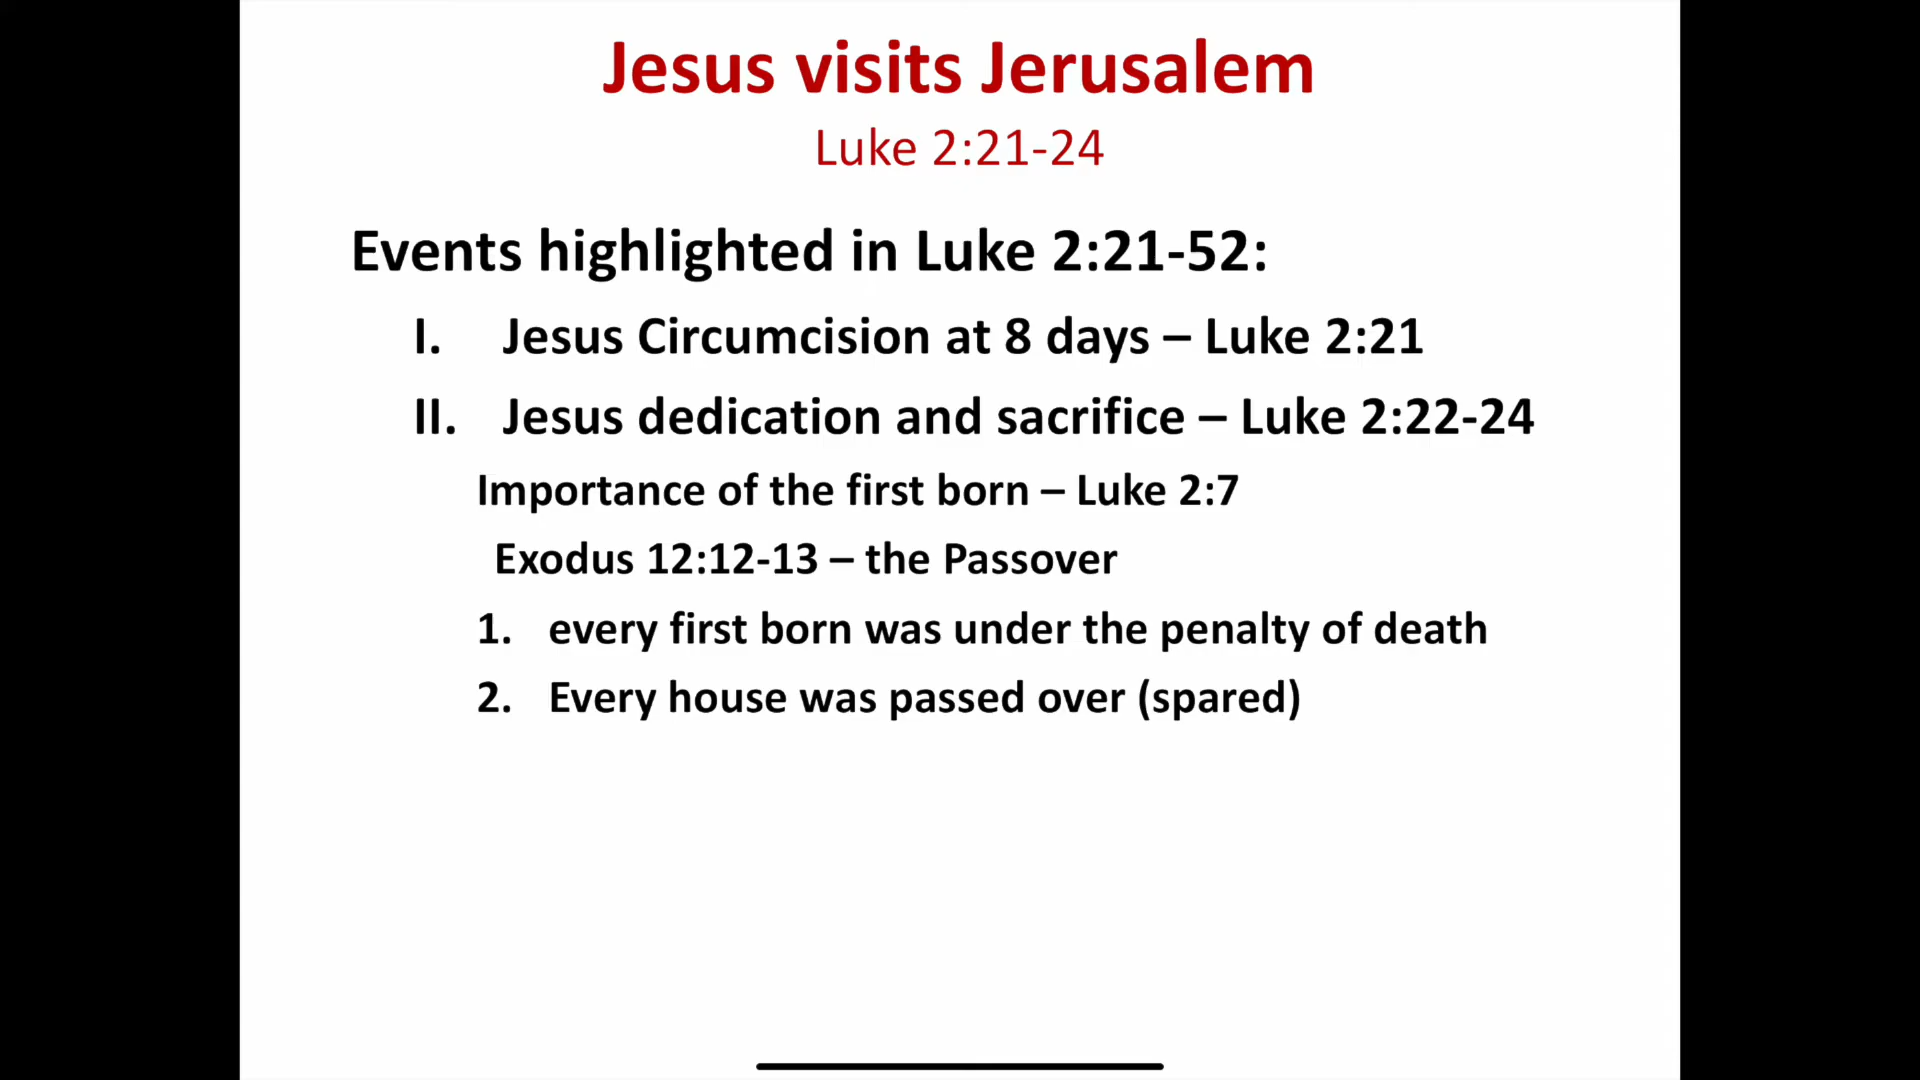 Jesus visits Jerusalem
Luke 2:21-24
Events highlighted in Luke 2:21-52:
I. Jesus Circumcision at 8 days – Luke 2:21
II. Jesus dedication and sacrifice – Luke 2:22-24
Importance of the first born – Luke 2:7
Exodus 12:12-13 – the Passover
1. every first born was under the penalty of death
2. Every house was passed over (spared)